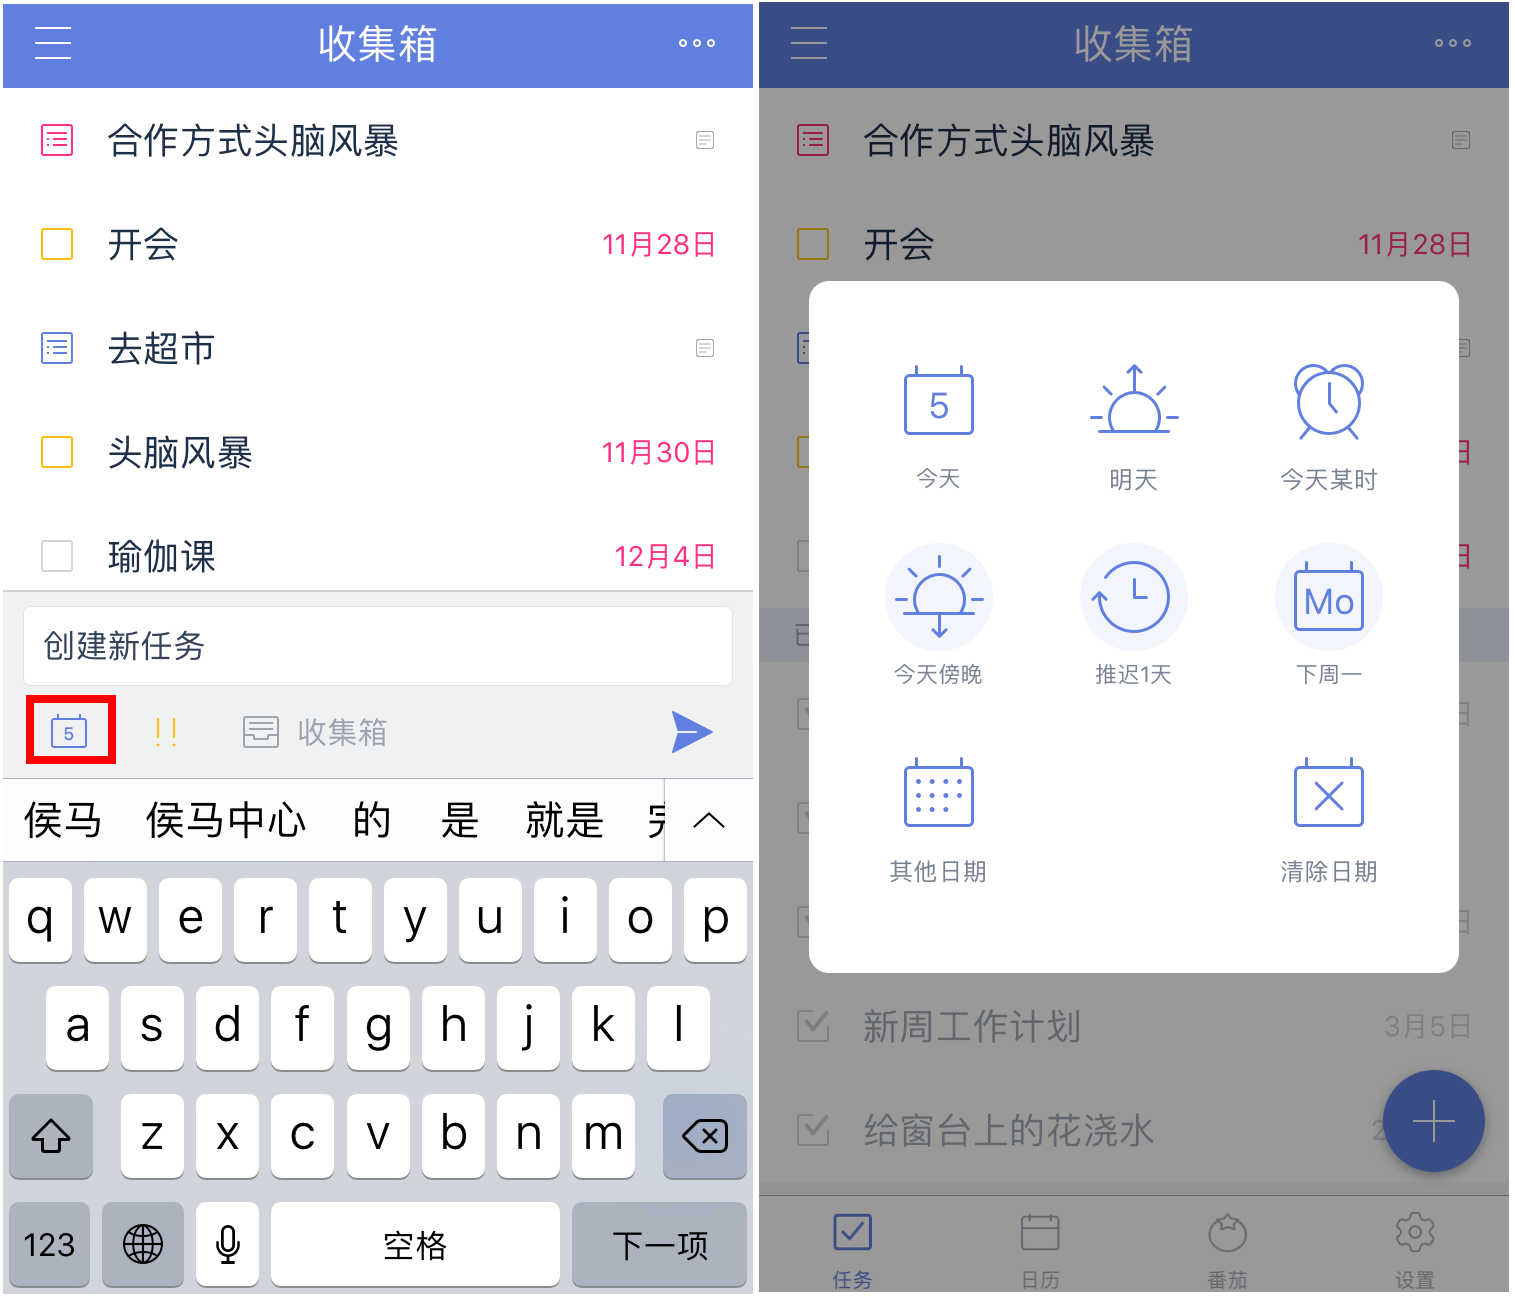 收集箱
合作方式头脑风暴
开会 11月28日
去超市
头脑风暴 11月30日
瑜伽课 12月4日
创建新任务
5 !! 收集箱
侯马 侯马中心 的 是 就是
q w e r t y u i o p
a s d f g h j k l
z x c v b n m
123 空格 下一项
收集箱
合作方式头脑风暴
开会 11月28日
5
今天 明天 今天某时
日
Mo
今天傍晚 推迟1天 下周一
日
其他日期 清除日期
新周工作计划 3月5日
给窗台上的花浇水 2
任务 日历 番茄 设置